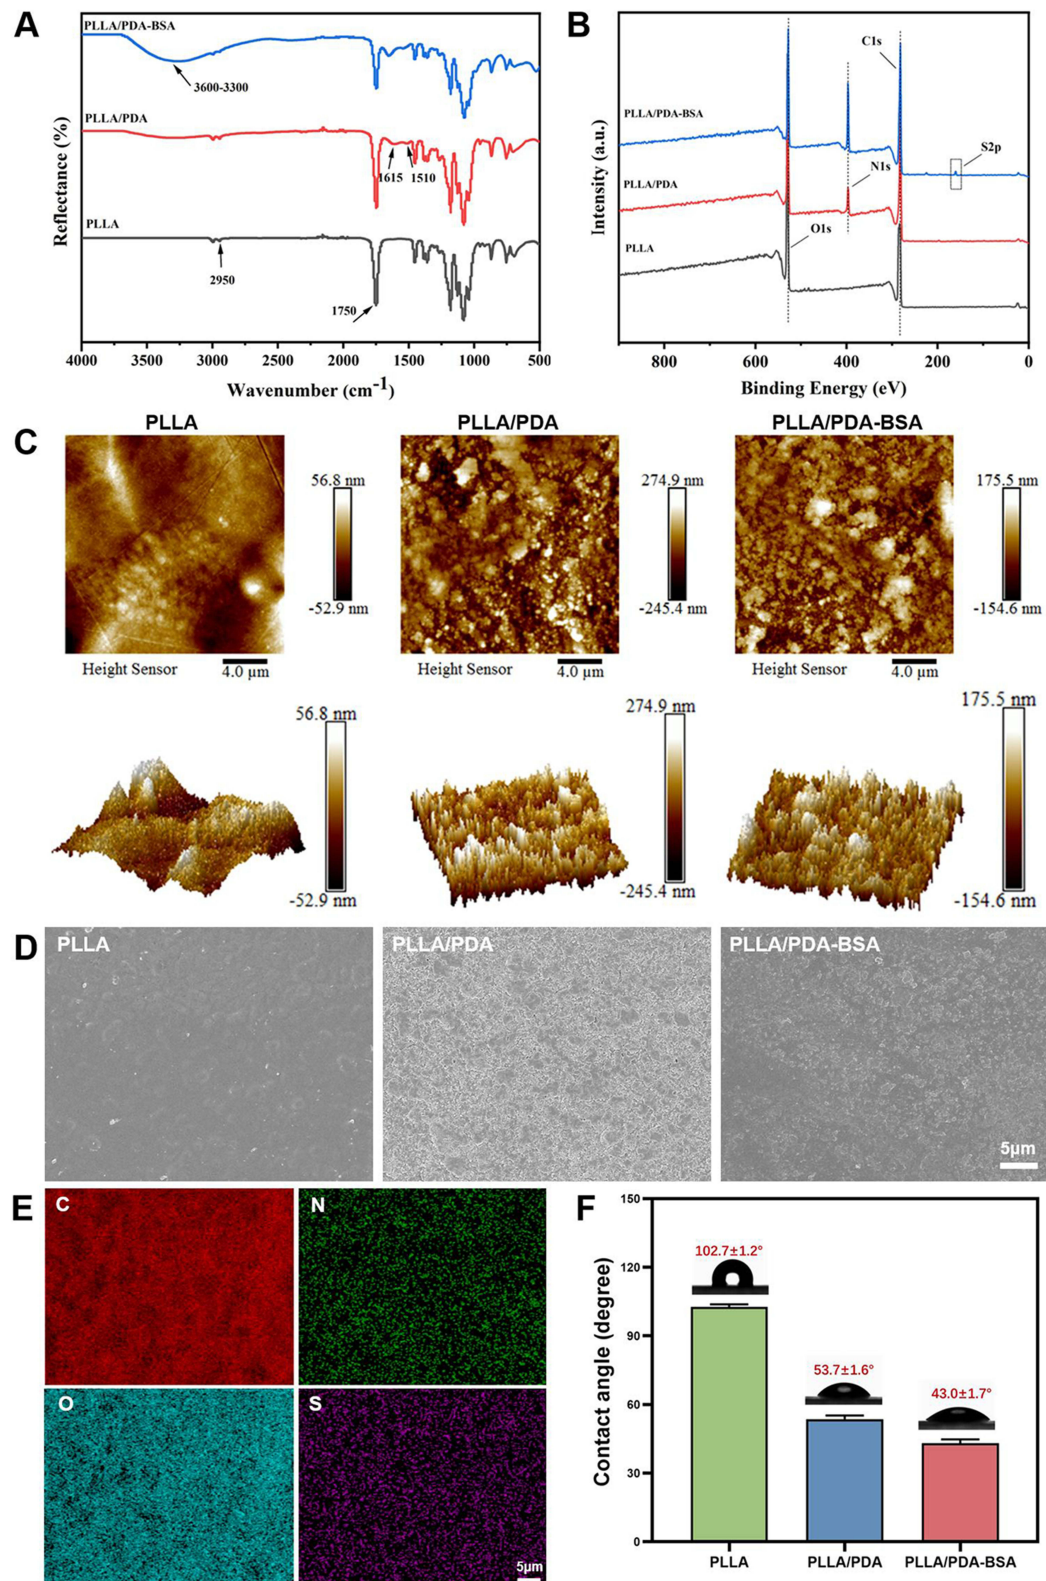 A
PLLA/PDA-BSA
3600-3300
PLLA/PDA
1615
1510
PLLA
2950
1750
Reflectance (%)
4000
3500
3000
2500
2000
1500
1000
500
Wavenumber (cm-1)
B
C1s
PLLA/PDA-BSA
S2p
N1s
PLLA/PDA
O1s
PLLA
Intensity (a.u.)
800
600
400
200
0
Binding Energy (eV)
C
PLLA
PLLA/PDA
PLLA/PDA-BSA
56.8 nm
-52.9 nm
Height Sensor
4.0 µm
274.9 nm
-245.4 nm
Height Sensor
4.0 µm
175.5 nm
-154.6 nm
Height Sensor
4.0 µm
56.8 nm
-52.9 nm
274.9 nm
-245.4 nm
175.5 nm
-154.6 nm
D
PLLA
PLLA/PDA
PLLA/PDA-BSA
5µm
E
C
N
O
S
5µm
F
150
120
90
60
30
0
Contact angle (degree)
102.7±1.2°
53.7±1.6°
43.0±1.7°
PLLA
PLLA/PDA
PLLA/PDA-BSA